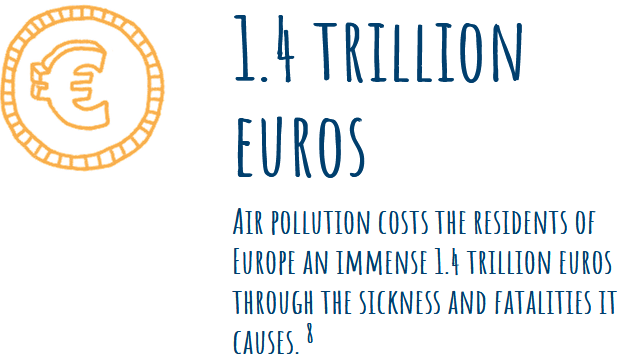 1.4 TRILLION
EUROS
AIR POLLUTION COSTS THE RESIDENTS OF
EUROPE AN IMMENSE 1.4 TRILLION EUROS
THROUGH THE SICKNESS AND FATALITIES IT
CAUSES. 8
€